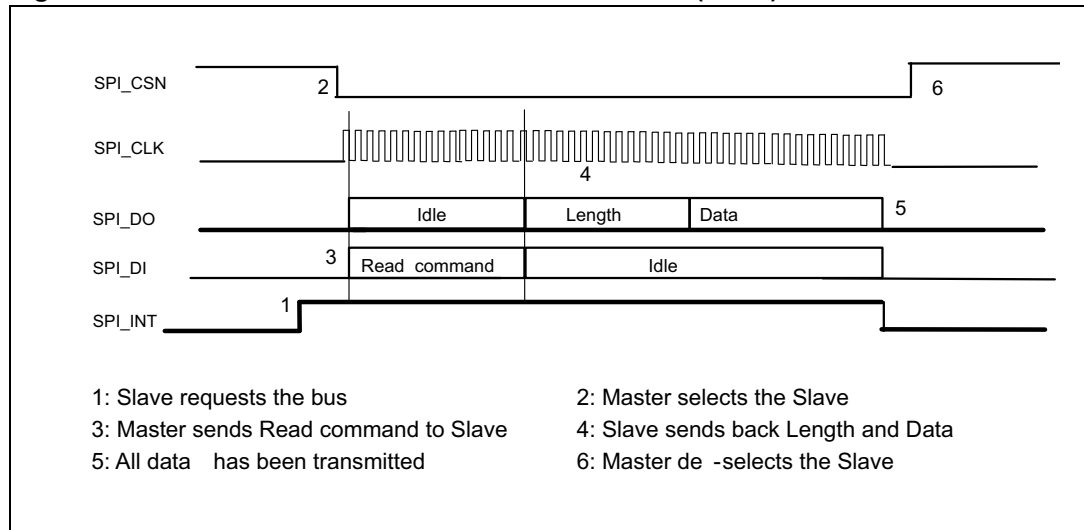 SPI_CSN
2
6
SPI_CLK
4
SPI_DO
Idle
Length
Data
5
SPI_DI
3
Read command
Idle
SPI_INT
1
1: Slave requests the bus
2: Master selects the Slave
3: Master sends Read command to Slave
4: Slave sends back Length and Data
5: All data has been transmitted
6: Master de -selects the Slave